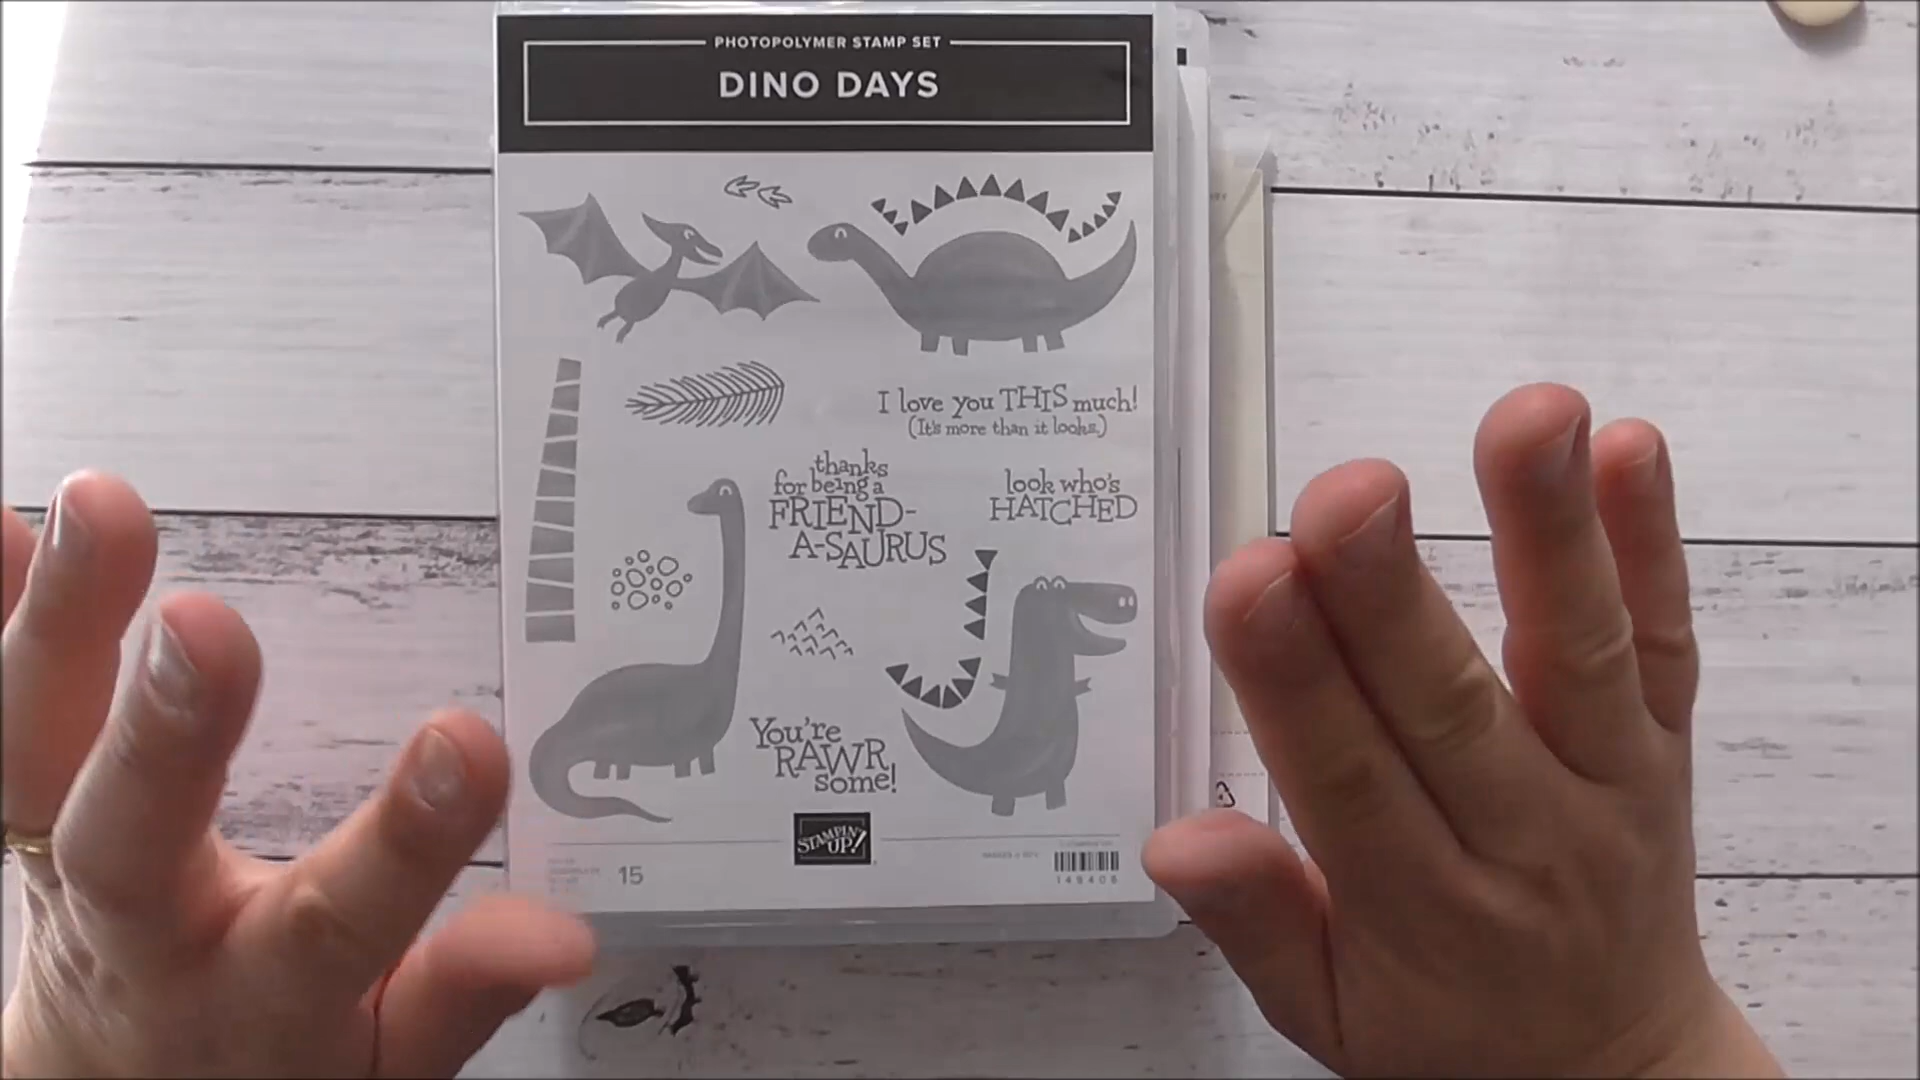 PHOTOPOLYMER STAMP SET
DINO DAYS
I love you THIS much!
(It's more than it looks.)
thanks
for being a
FRIEND-
A-SAURUS
look who's
HATCHED
You're
RAWR
some!
STAMPIN'
UP!
15